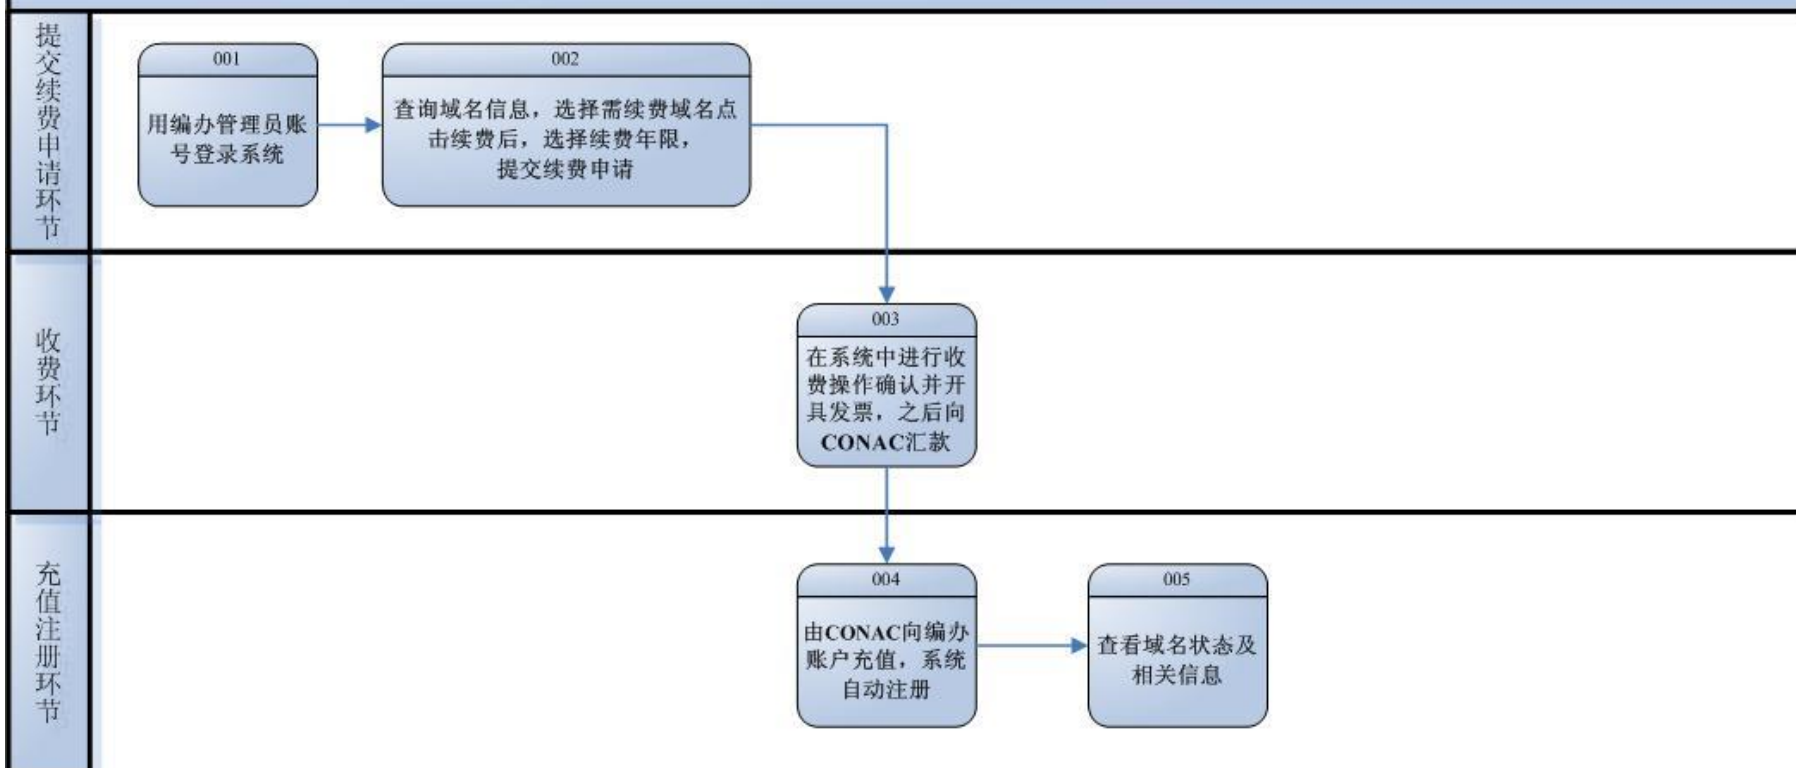 提交续费申请环节
001
用编办管理员账
号登录系统
002
查询域名信息，选择需续费域名点
击续费后，选择续费年限，
提交续费申请
收费环节
003
在系统中进行收
费操作确认并开
具发票，之后向
CONAC汇款
充值注册环节
004
由CONAC向编办
账户充值，系统
自动注册
005
查看域名状态及
相关信息